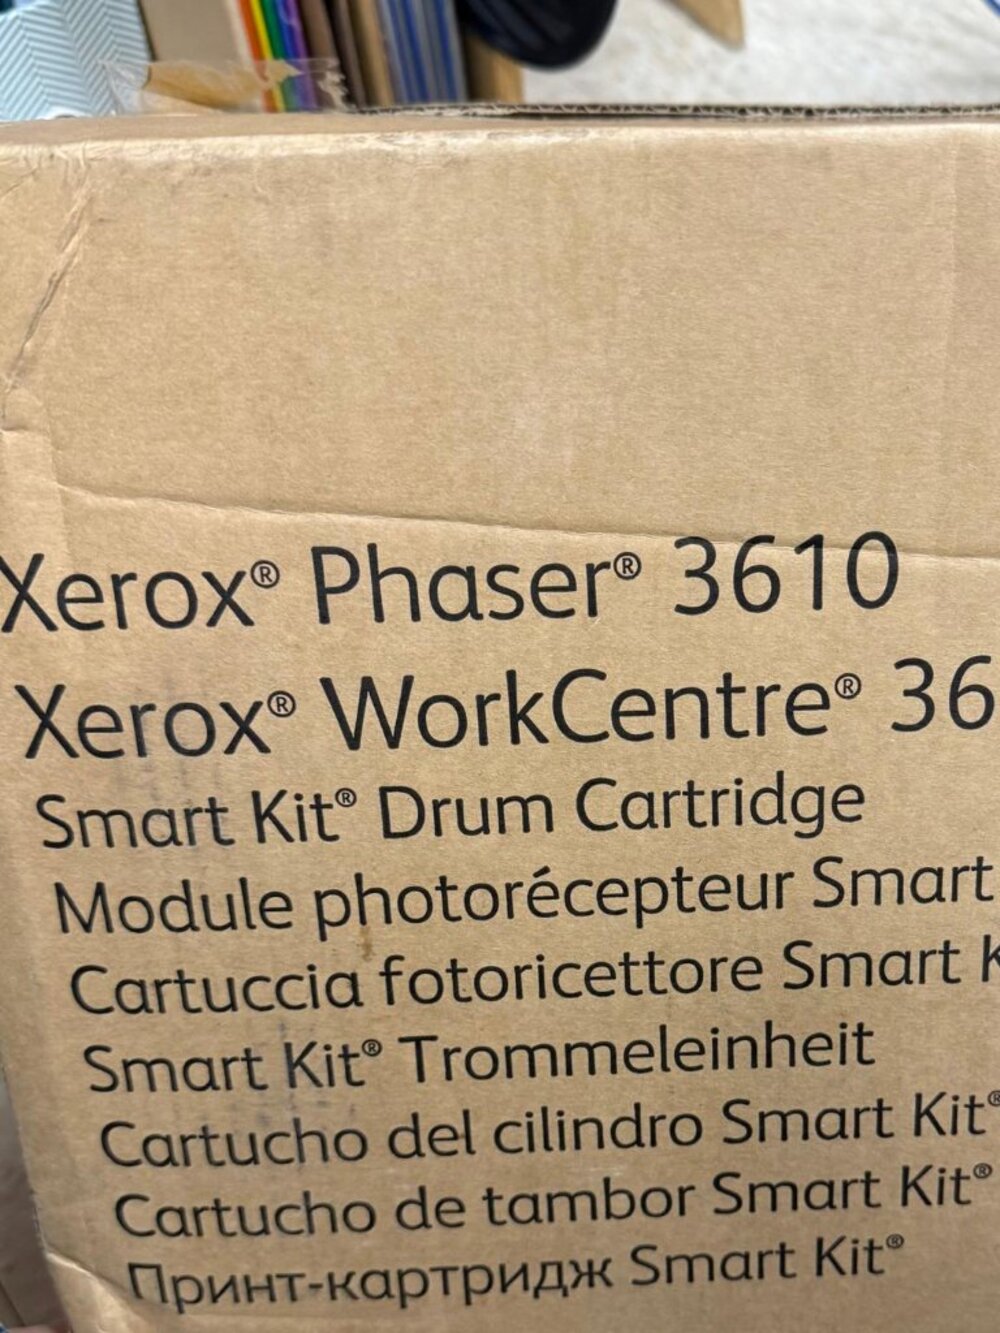 Xerox® Phaser® 3610
Xerox® WorkCentre® 36
Smart Kit® Drum Cartridge
Module photorécepteur Smart
Cartuccia fotoricettore Smart K
Smart Kit® Trommeleinheit
Cartucho del cilindro Smart Kit®
Cartucho de tambor Smart Kit®
Принт-картридж Smart Kit®